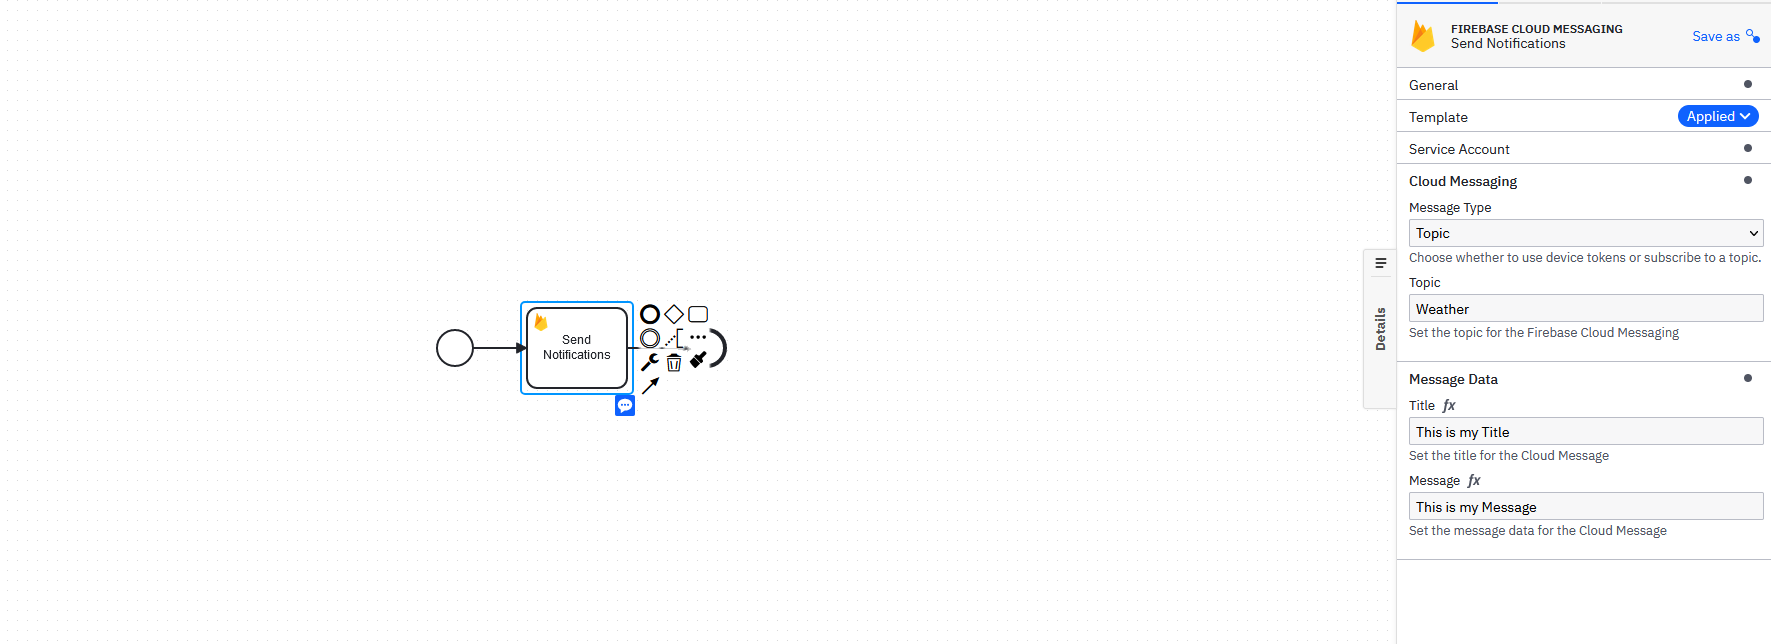 Send
Notifications
Details
FIREBASE CLOUD MESSAGING
Send Notifications
Save as
General
Template
Applied
Service Account
Cloud Messaging
Message Type
Topic
Choose whether to use device tokens or subscribe to a topic.
Topic
Weather
Set the topic for the Firebase Cloud Messaging
Message Data
Title fx
This is my Title
Set the title for the Cloud Message
Message fx
This is my Message
Set the message data for the Cloud Message